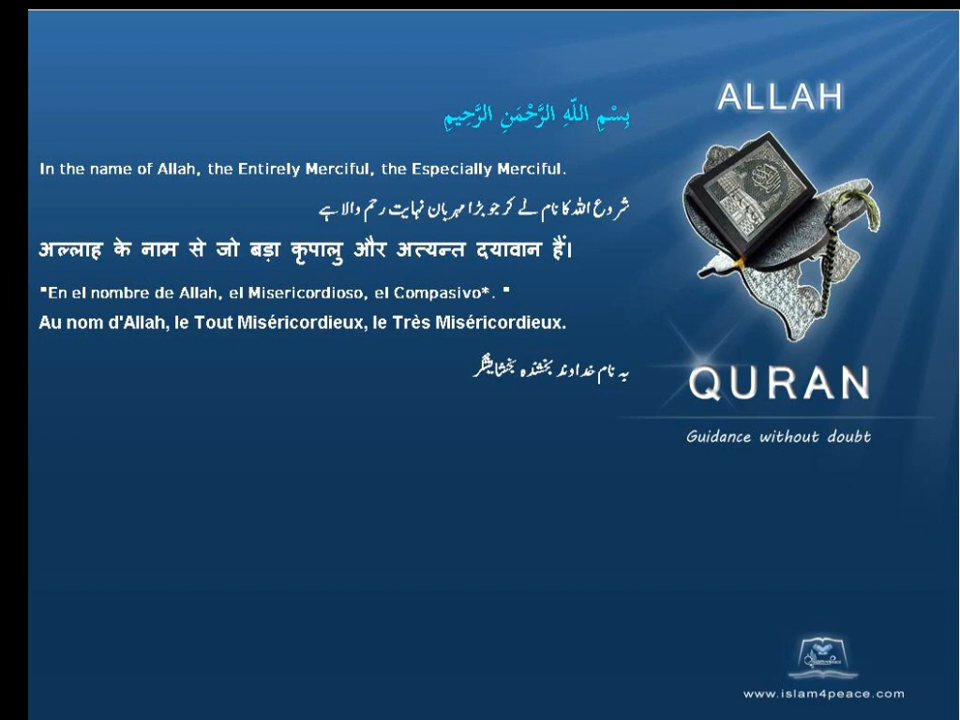 بِسْمِ اللّهِ الرَّحْمَنِ الرَّحِيمِ
In the name of Allah, the Entirely Merciful, the Especially Merciful.
شروع اللہ کا نام لے کر جو بڑا مہربان نہایت رحم والا ہے
अल्लाह के नाम से जो बड़ा कृपालु और अत्यन्त दयावान हैं।
"En el nombre de Allah, el Misericordioso, el Compasivo*. "
Au nom d'Allah, le Tout Miséricordieux, le Très Miséricordieux.
به نام خداوند بخشنده بخشایشگر
ALLAH
QURAN
Guidance without doubt
www.islam4peace.com